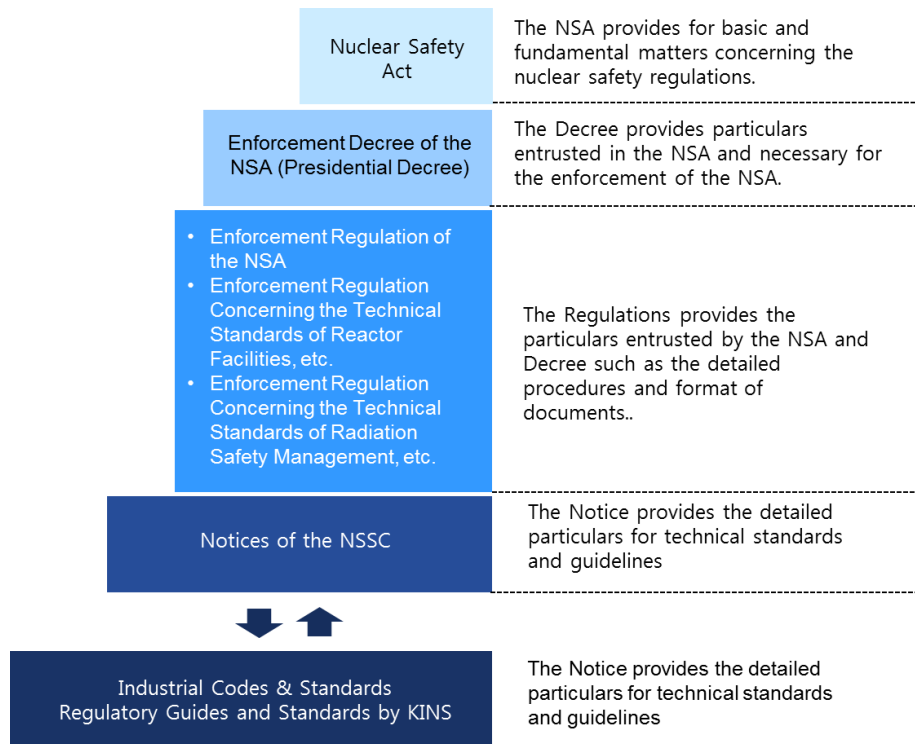 Nuclear Safety
Act
The NSA provides for basic and
fundamental matters concerning the
nuclear safety regulations.
Enforcement Decree of the
NSA (Presidential Decree)
The Decree provides particulars
entrusted in the NSA and necessary for
the enforcement of the NSA.
• Enforcement Regulation of
the NSA
• Enforcement Regulation
Concerning the Technical
Standards of Reactor
Facilities, etc.
• Enforcement Regulation
Concerning the Technical
Standards of Radiation
Safety Management, etc.
The Regulations provides the
particulars entrusted by the NSA and
Decree such as the detailed
procedures and format of
documents..
Notices of the NSSC
The Notice provides the detailed
particulars for technical standards
and guidelines
Industrial Codes & Standards
Regulatory Guides and Standards by KINS
The Notice provides the detailed
particulars for technical standards
and guidelines